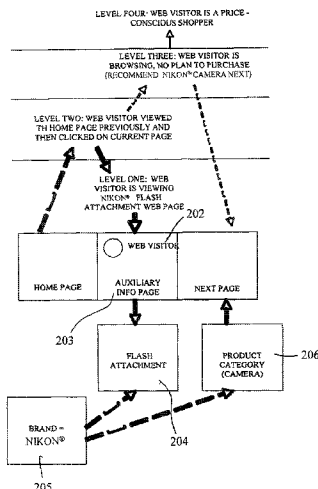 LEVEL FOUR: WEB VISITOR IS A PRICE -
CONSCIOUS SHOPPER
LEVEL THREE: WEB VISITOR IS
BROWSING, NO PLAN TO PURCHASE
(RECOMMEND NIKON® CAMERA NEXT)
LEVEL TWO: WEB VISITOR VIEWED
TH HOME PAGE PREVIOUSLY AND
THEN CLICKED ON CURRENT PAGE
LEVEL ONE: WEB
VISITOR IS VIEWING
NIKON® FLASH
ATTACHMENT WEB PAGE
202
WEB VISITOR
HOME PAGE
AUXILIARY
INFO PAGE
NEXT PAGE
203
FLASH
ATTACHMENT
204
PRODUCT
CATEGORY
(CAMERA)
206
BRAND =
NIKON®
205